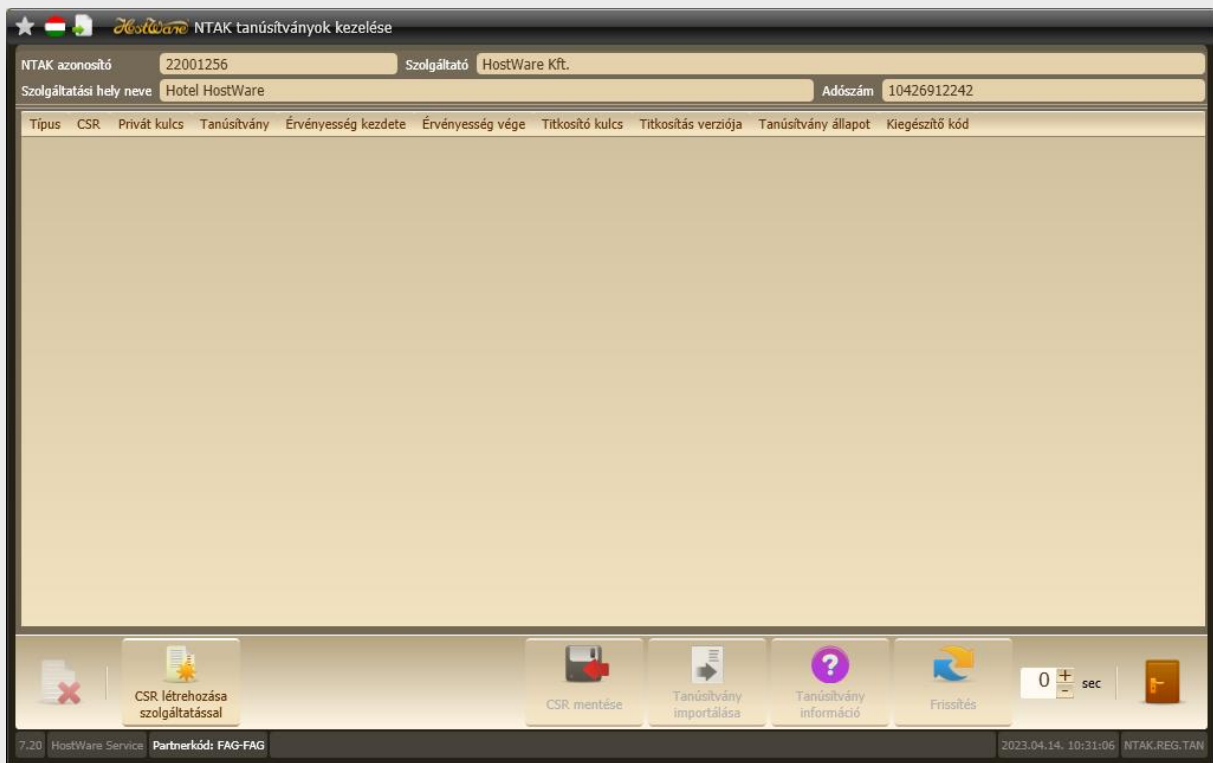 HostWare NTAK tanúsítványok kezelése
NTAK azonosító 22001256 Szolgáltató HostWare Kft.
Szolgáltatási hely neve Hotel HostWare Adószám 10426912242
Típus CSR Privát kulcs Tanúsítvány Érvényesség kezdete Érvényesség vége Titkosító kulcs Titkosítás verziója Tanúsítvány állapot Kiegészítő kód
CSR létrehozása
szolgáltatással
CSR mentése
Tanúsítvány
importálása
Tanúsítvány
információ
Frissítés
0 + - sec
7.20 HostWare Service Partnerkód: FAG-FAG 2023.04.14. 10:31:06 NTAK.REG.TAN